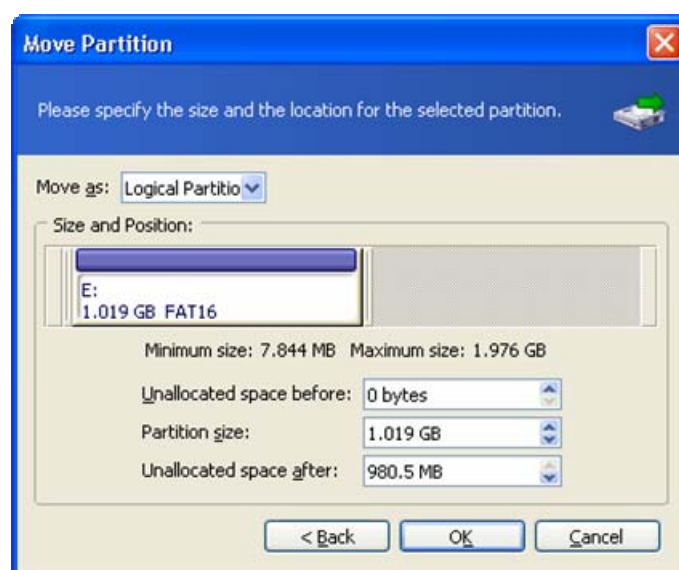 Move Partition
Please specify the size and the location for the selected partition.
Move as: Logical Partitio
Size and Position:
E:
1.019 GB FAT16
Minimum size: 7.844 MB Maximum size: 1.976 GB
Unallocated space before: 0 bytes
Partition size: 1.019 GB
Unallocated space after: 980.5 MB
< Back OK Cancel